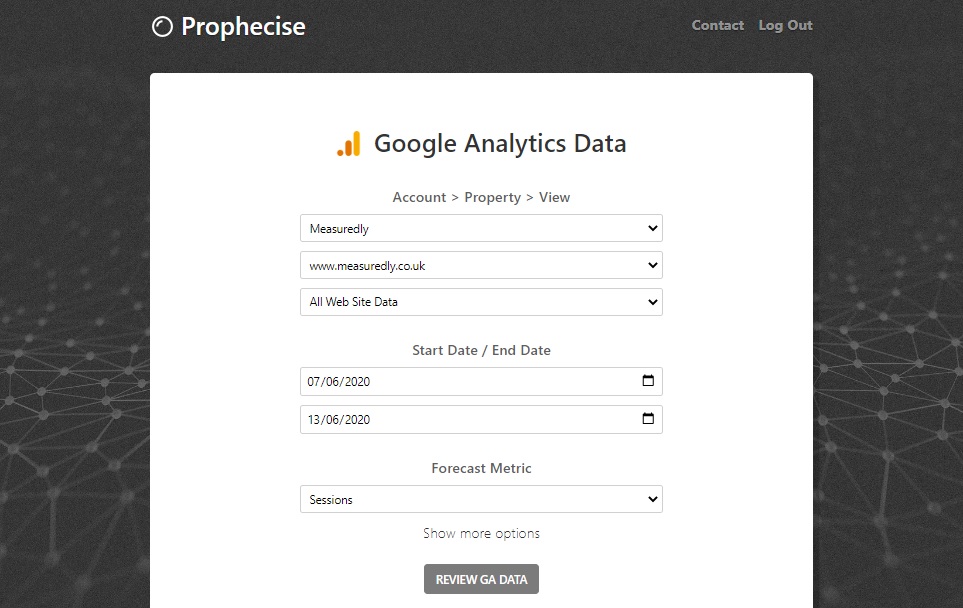 Prophecise
Contact Log Out
Google Analytics Data
Account > Property > View
Measuredly
www.measuredly.co.uk
All Web Site Data
Start Date / End Date
07/06/2020
13/06/2020
Forecast Metric
Sessions
Show more options
REVIEW GA DATA